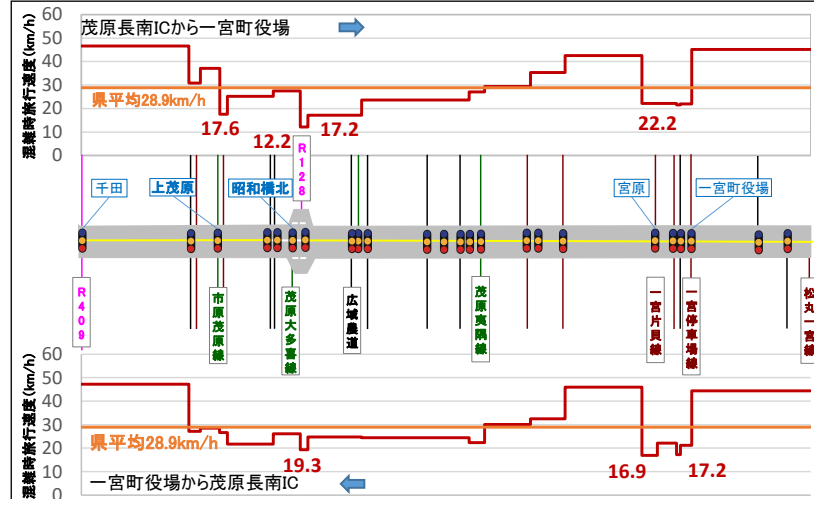 茂原長南ICから一宮町役場
混雑時旅行速度(km/h)
60
50
40
30
20
10
0
県平均28.9km/h
17.6
12.2
17.2
22.2
R128
千田
上茂原
昭和橋北
宮原
一宮町役場
R409
市原茂原線
茂原大多喜線
広域農道
茂原夷隅線
一宮片貝線
一宮停車場線
松丸一宮線
混雑時旅行速度(km/h)
60
50
40
30
20
10
0
県平均28.9km/h
19.3
16.9
17.2
一宮町役場から茂原長南IC